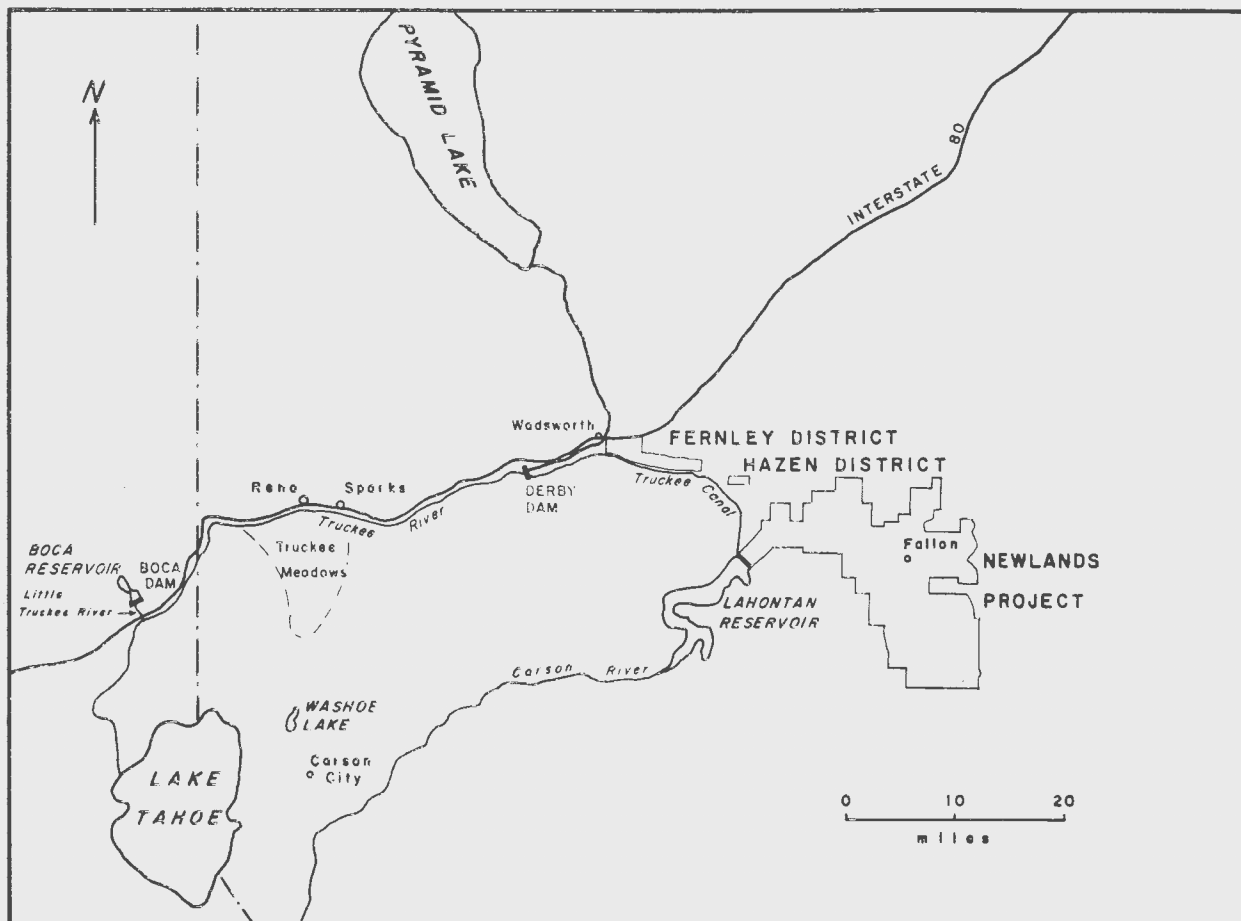 N
PYRAMID LAKE
INTERSTATE 80
Wadsworth
FERNLEY DISTRICT
HAZEN DISTRICT
Truckee Canal
DERBY
DAM
Reno
Sparks
Truckee River
Truckee
Meadows
BOCA
RESERVOIR
BOCA
DAM
Little
Truckee River
Fallon
NEWLANDS
PROJECT
LAHONTAN
RESERVOIR
Carson River
WASHOE
LAKE
Carson
City
LAKE
TAHOE
0 10 20
miles